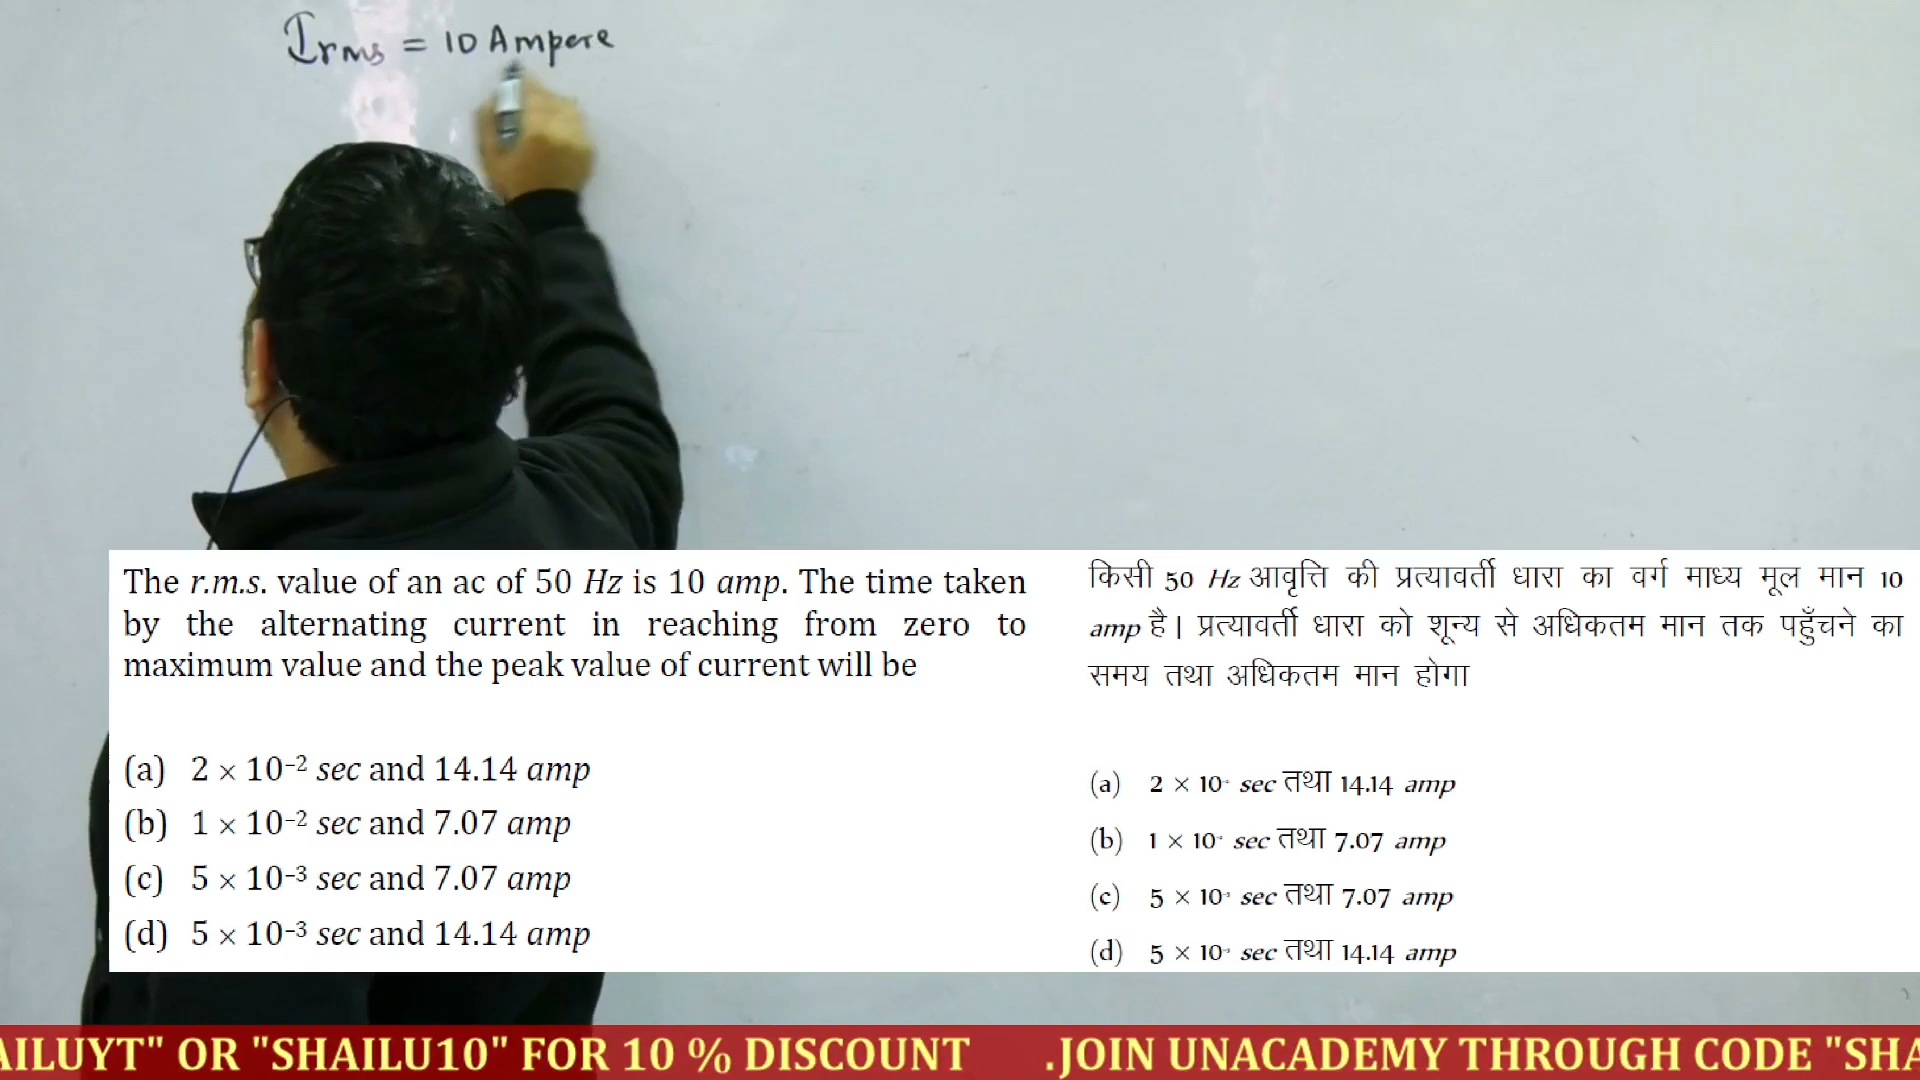 Irms = 10 Ampere
The r.m.s. value of an ac of 50 Hz is 10 amp. The time taken
by the alternating current in reaching from zero to
maximum value and the peak value of current will be
(a) 2 × 10⁻² sec and 14.14 amp
(b) 1 × 10⁻² sec and 7.07 amp
(c) 5 × 10⁻³ sec and 7.07 amp
(d) 5 × 10⁻³ sec and 14.14 amp
किसी 50 Hz आवृत्ति की प्रत्यावर्ती धारा का वर्ग माध्य मूल मान 10
amp है। प्रत्यावर्ती धारा को शून्य से अधिकतम मान तक पहुँचने का
समय तथा अधिकतम मान होगा
(a) 2 × 10 sec तथा 14.14 amp
(b) 1 × 10 sec तथा 7.07 amp
(c) 5 × 10 sec तथा 7.07 amp
(d) 5 × 10 sec तथा 14.14 amp
AILUYT" OR "SHAILU10" FOR 10 % DISCOUNT .JOIN UNACADEMY THROUGH CODE "SHA